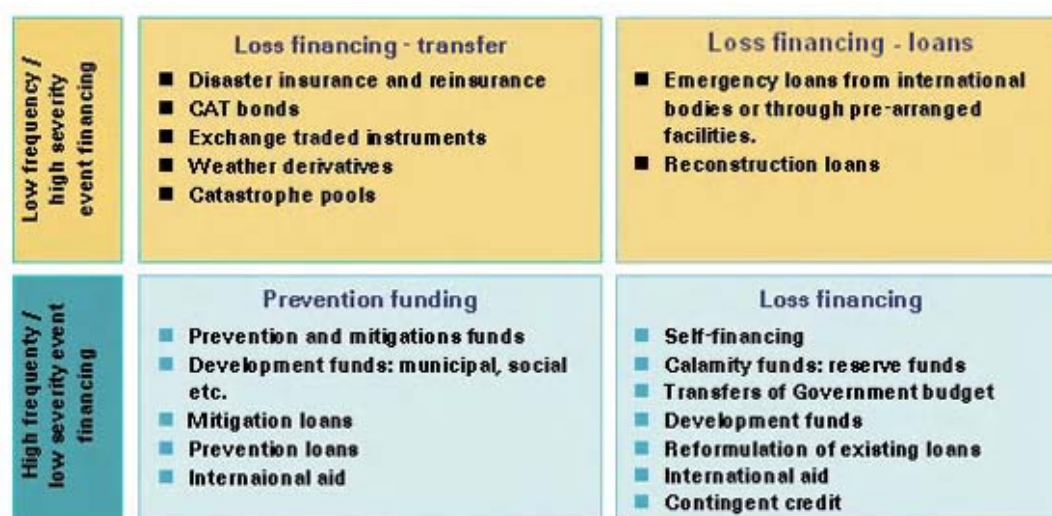 Low frequency /
high severity
event financing
Loss financing - transfer
Disaster insurance and reinsurance
CAT bonds
Exchange traded instruments
Weather derivatives
Catastrophe pools
Loss financing - loans
Emergency loans from international
bodies or through pre-arranged
facilities.
Reconstruction loans
High frequenty /
low severity event
financing
Prevention funding
Prevention and mitigations funds
Development funds: municipal, social
etc.
Mitigation loans
Prevention loans
Internaional aid
Loss financing
Self-financing
Calamity funds: reserve funds
Transfers of Government budget
Development funds
Reformulation of existing loans
International aid
Contingent credit